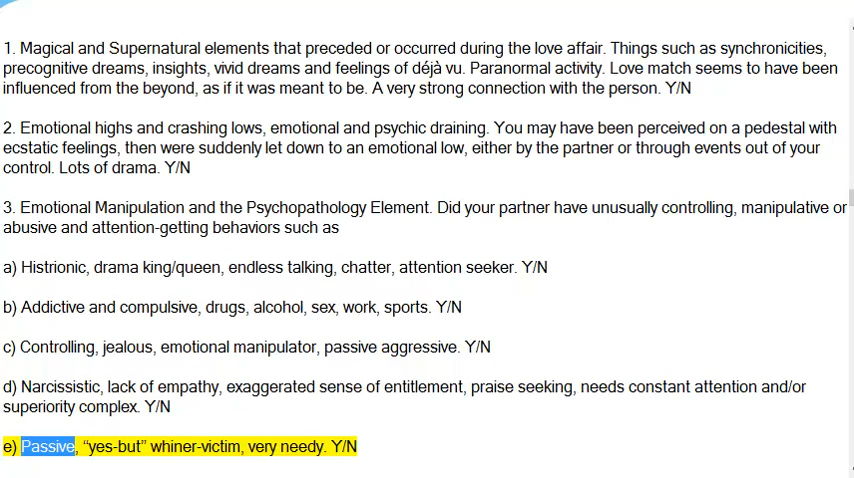 1. Magical and Supernatural elements that preceded or occurred during the love affair. Things such as synchronicities,
precognitive dreams, insights, vivid dreams and feelings of déjà vu. Paranormal activity. Love match seems to have been
influenced from the beyond, as if it was meant to be. A very strong connection with the person. Y/N
2. Emotional highs and crashing lows, emotional and psychic draining. You may have been perceived on a pedestal with
ecstatic feelings, then were suddenly let down to an emotional low, either by the partner or through events out of your
control. Lots of drama. Y/N
3. Emotional Manipulation and the Psychopathology Element. Did your partner have unusually controlling, manipulative or
abusive and attention-getting behaviors such as
a) Histrionic, drama king/queen, endless talking, chatter, attention seeker. Y/N
b) Addictive and compulsive, drugs, alcohol, sex, work, sports. Y/N
c) Controlling, jealous, emotional manipulator, passive aggressive. Y/N
d) Narcissistic, lack of empathy, exaggerated sense of entitlement, praise seeking, needs constant attention and/or
superiority complex. Y/N
e) Passive, “yes-but” whiner-victim, very needy. Y/N